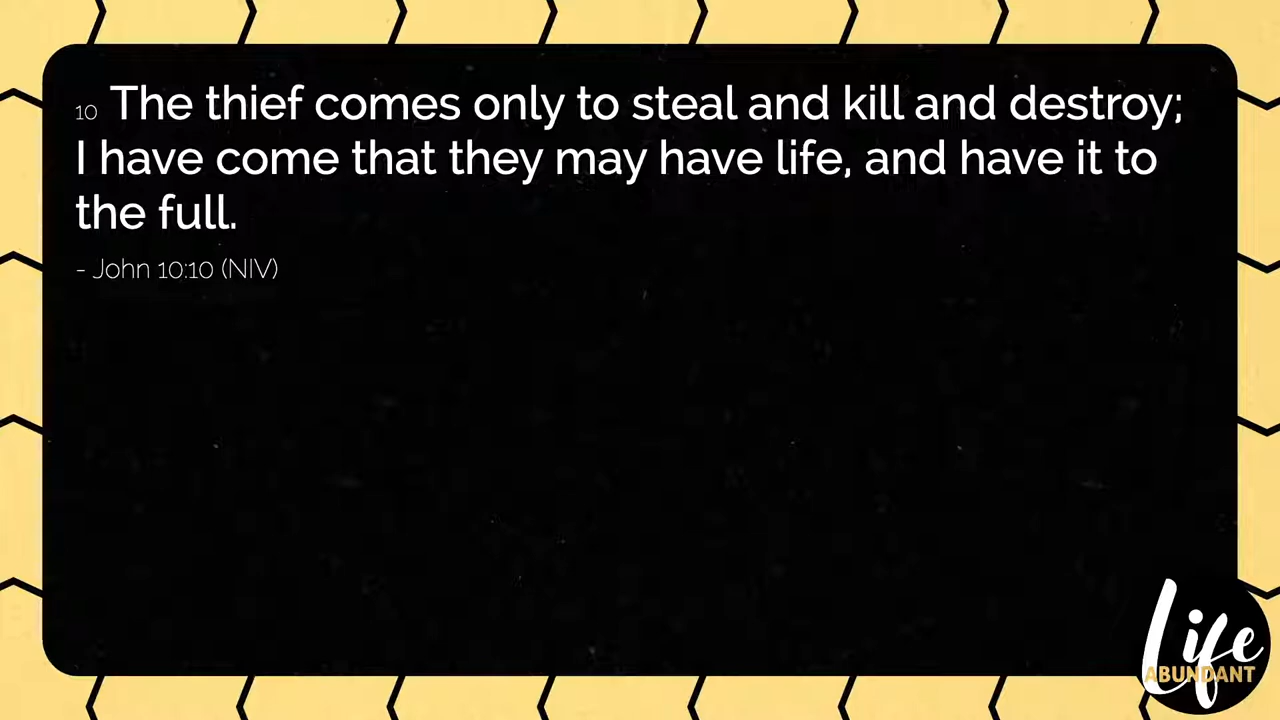 10 The thief comes only to steal and kill and destroy;
I have come that they may have life, and have it to
the full.
- John 10:10 (NIV)
Life
ABUNDANT